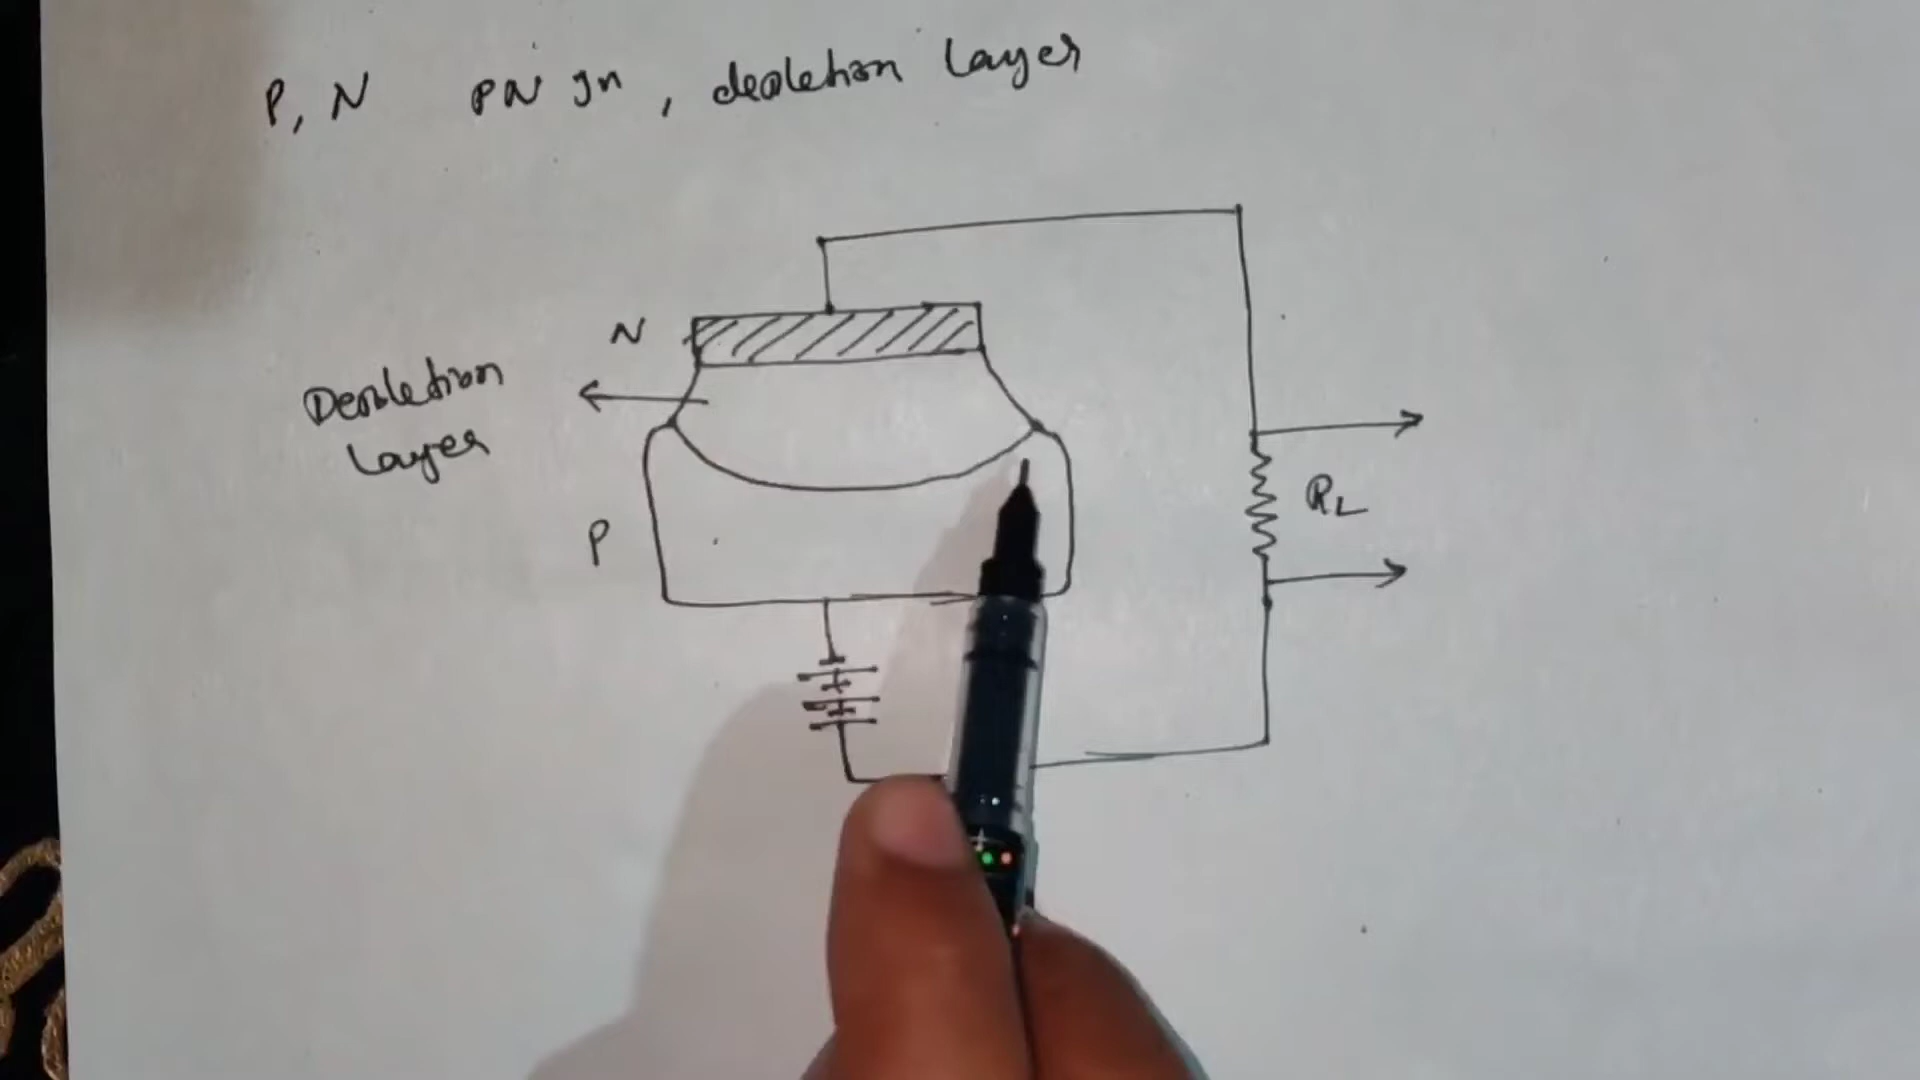 P, N PN Jn, depletion Layer
N
Depletion
Layer
P
RL